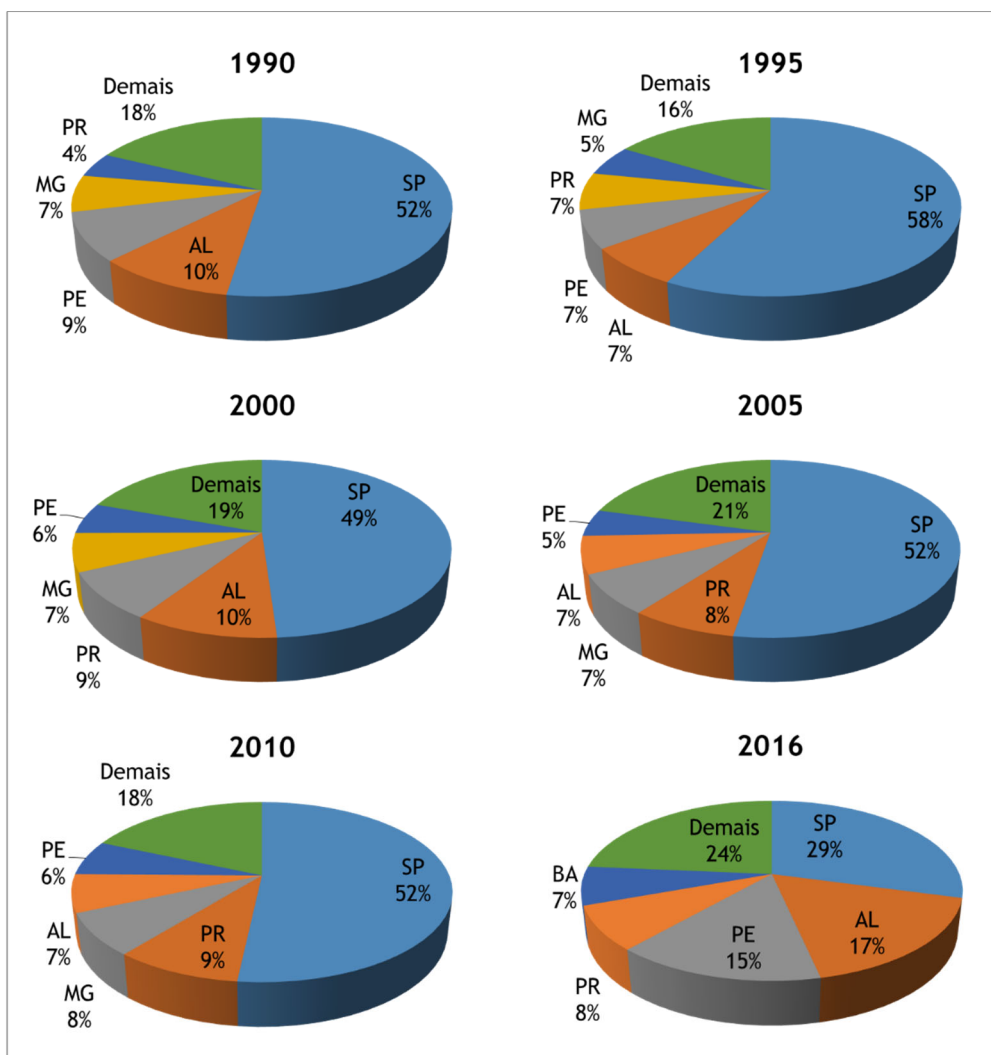 1990
Demais
18%
PR
4%
MG
7%
PE
9%
AL
10%
SP
52%
1995
Demais
16%
MG
5%
PR
7%
PE
7%
AL
7%
SP
58%
2000
Demais
19%
SP
49%
PE
6%
MG
7%
PR
9%
AL
10%
2005
Demais
21%
SP
52%
PE
5%
AL
7%
MG
7%
PR
8%
2010
Demais
18%
PE
6%
AL
7%
MG
8%
PR
9%
SP
52%
2016
Demais
24%
SP
29%
BA
7%
PR
8%
PE
15%
AL
17%